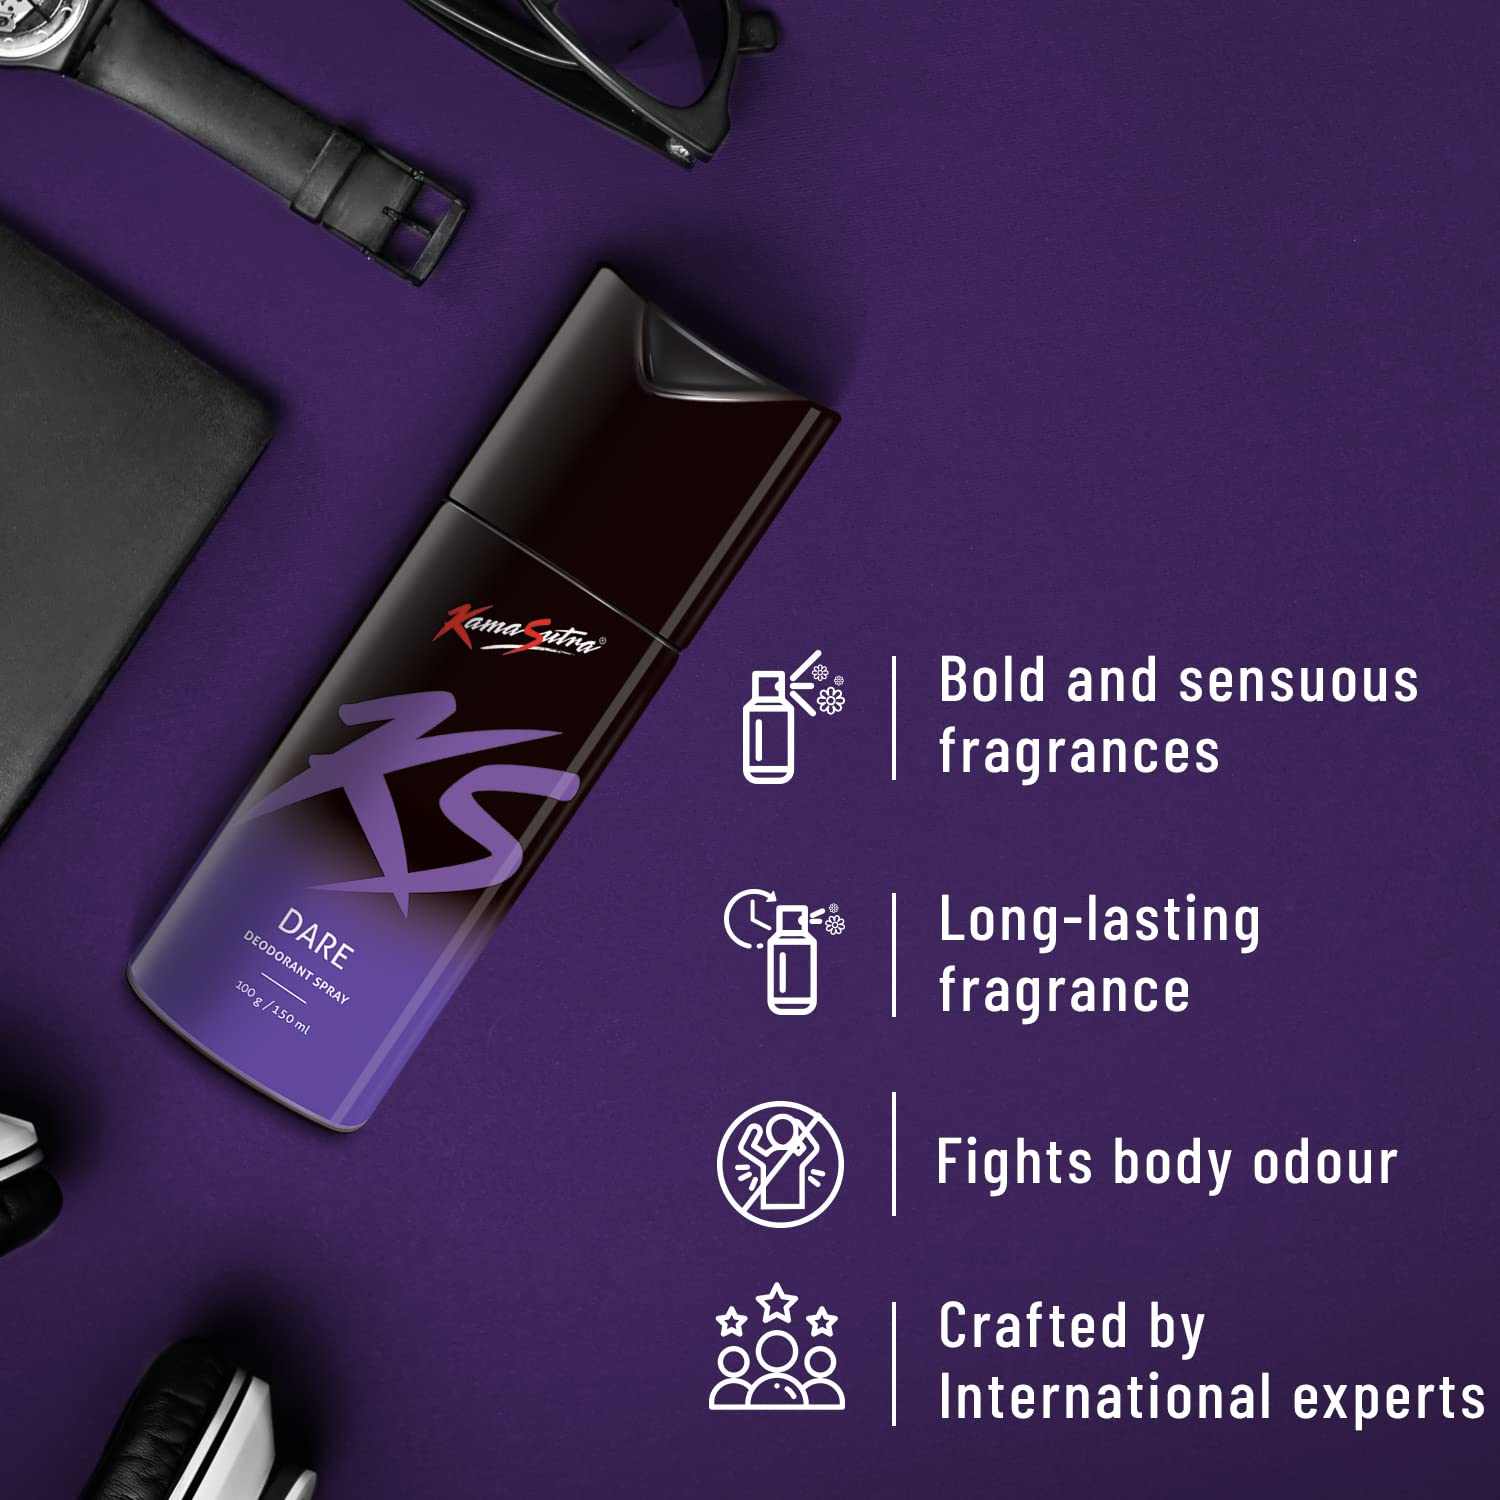 KamaSutra®
KS
DARE
DEODORANT SPRAY
100 g / 150 ml
Bold and sensuous
fragrances
Long-lasting
fragrance
Fights body odour
Crafted by
International experts